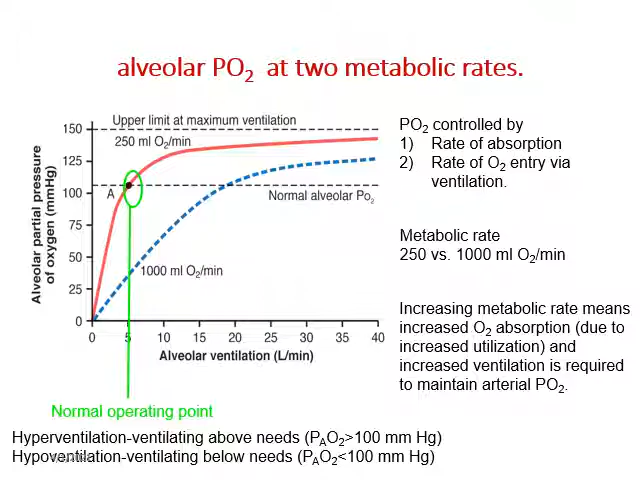 alveolar PO2 at two metabolic rates.
Upper limit at maximum ventilation
250 ml O2/min
A
Normal alveolar Po2
1000 ml O2/min
150
125
100
75
50
25
0
0 5 10 15 20 25 30 35 40
Alveolar partial pressure
of oxygen (mmHg)
Alveolar ventilation (L/min)
PO2 controlled by
1) Rate of absorption
2) Rate of O2 entry via
ventilation.
Metabolic rate
250 vs. 1000 ml O2/min
Increasing metabolic rate means
increased O2 absorption (due to
increased utilization) and
increased ventilation is required
to maintain arterial PO2.
Normal operating point
Hyperventilation-ventilating above needs (PAO2>100 mm Hg)
Hypoventilation-ventilating below needs (PAO2<100 mm Hg)